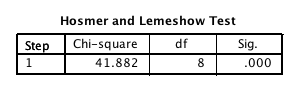 Hosmer and Lemeshow Test
Step Chi-square df Sig.
1 41.882 8 .000